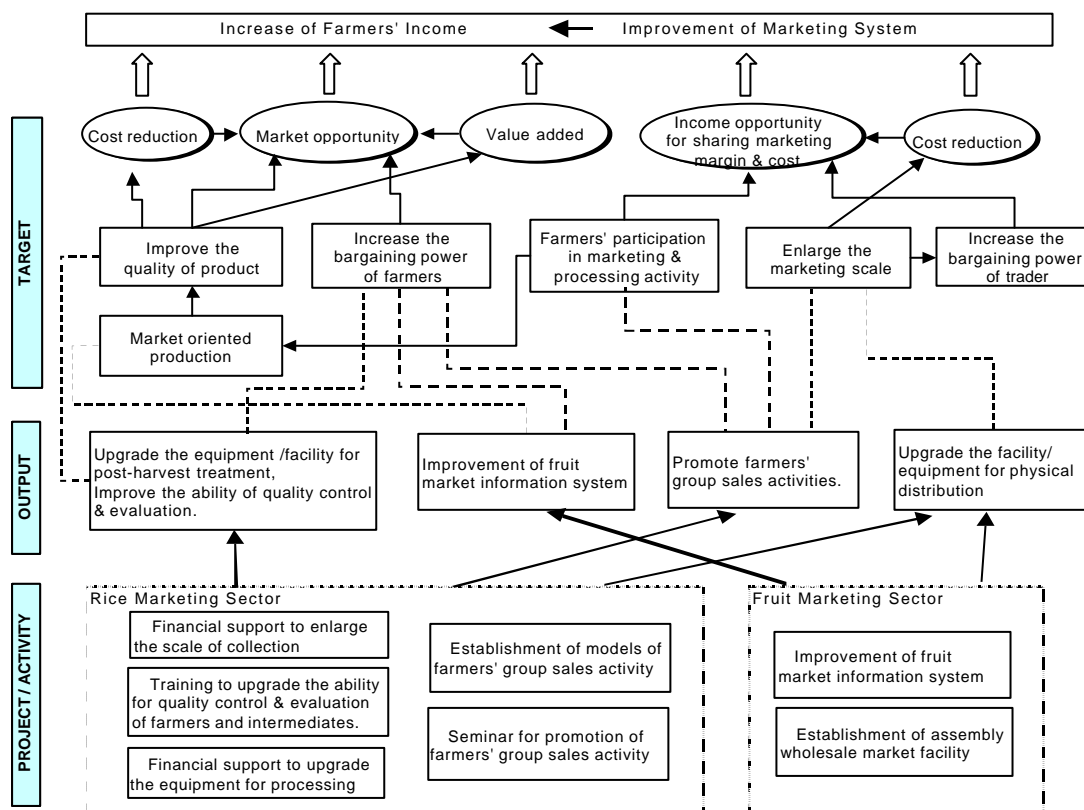 Increase of Farmers' Income
Improvement of Marketing System
Cost reduction
Market opportunity
Value added
Income opportunity
for sharing marketing
margin & cost
Cost reduction
TARGET
Improve the
quality of product
Increase the
bargaining power
of farmers
Farmers' participation
in marketing &
processing activity
Enlarge the
marketing scale
Increase the
bargaining power
of trader
Market oriented
production
OUTPUT
Upgrade the equipment /facility for
post-harvest treatment,
Improve the ability of quality control
& evaluation.
Improvement of fruit
market information system
Promote farmers'
group sales activities.
Upgrade the facility/
equipment for physical
distribution
PROJECT / ACTIVITY
Rice Marketing Sector
Financial support to enlarge
the scale of collection
Training to upgrade the ability
for quality control & evaluation
of farmers and intermediates.
Financial support to upgrade
the equipment for processing
Establishment of models of
farmers' group sales activity
Seminar for promotion of
farmers' group sales activity
Fruit Marketing Sector
Improvement of fruit
market information system
Establishment of assembly
wholesale market facility